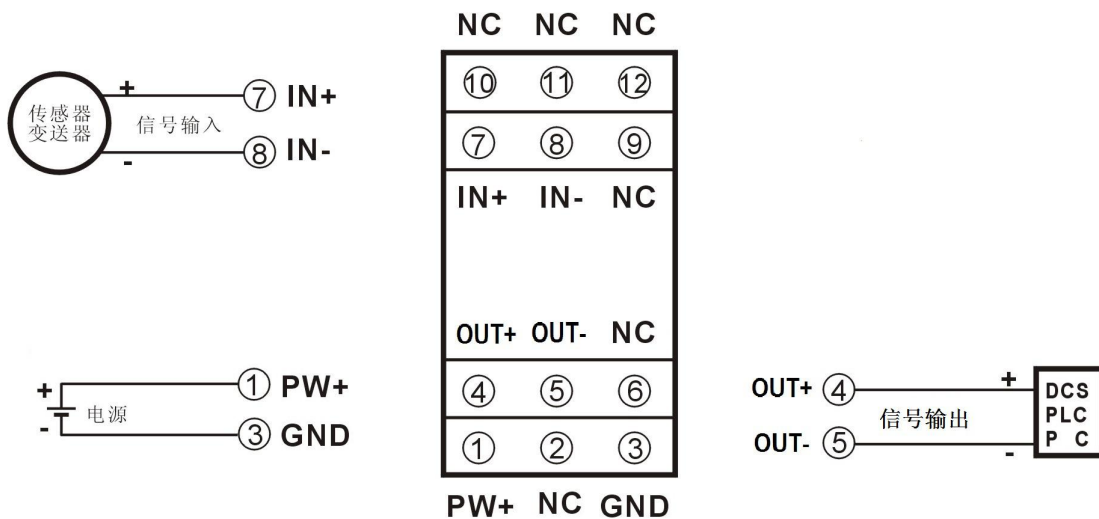 NC NC NC
⑩ ⑪ ⑫
⑦ ⑧ ⑨
IN+ IN- NC
OUT+ OUT- NC
④ ⑤ ⑥
① ② ③
PW+ NC GND
传感器
变送器
+
信号输入
-
⑦ IN+
⑧ IN-
+
电源
-
① PW+
③ GND
OUT+ ④
信号输出
OUT- ⑤
+
-
DCS
PLC
P C